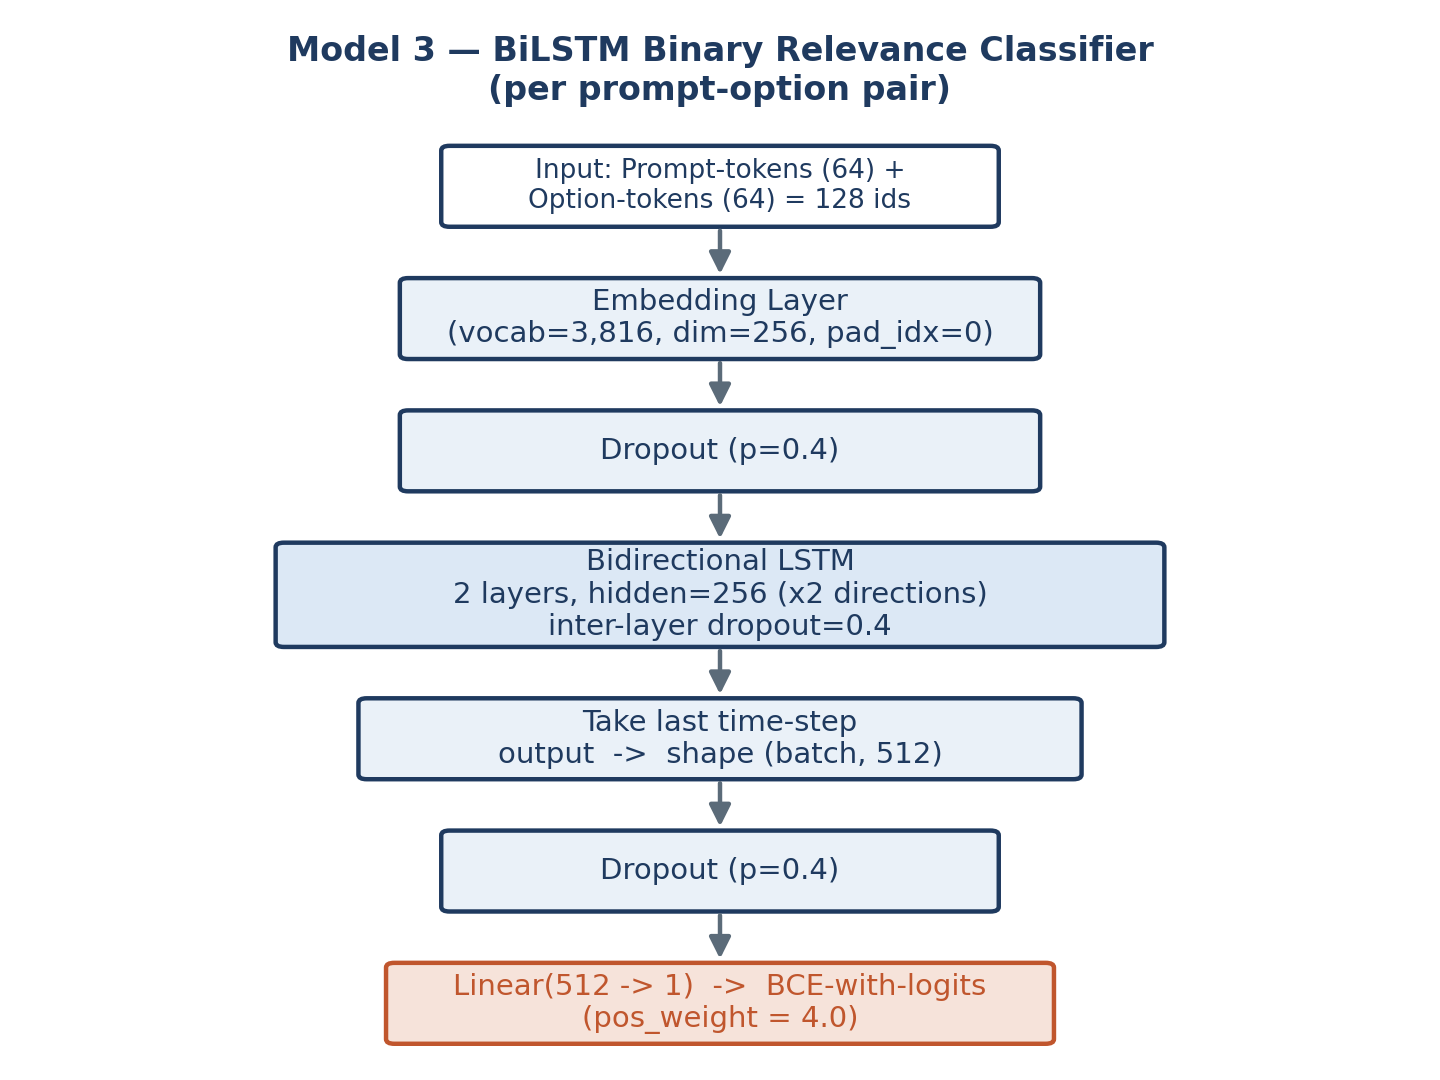 Model 3 — BiLSTM Binary Relevance Classifier
(per prompt-option pair)
Input: Prompt-tokens (64) +
Option-tokens (64) = 128 ids
Embedding Layer
(vocab=3,816, dim=256, pad_idx=0)
Dropout (p=0.4)
Bidirectional LSTM
2 layers, hidden=256 (x2 directions)
inter-layer dropout=0.4
Take last time-step
output  ->  shape (batch, 512)
Dropout (p=0.4)
Linear(512 -> 1)  ->  BCE-with-logits
(pos_weight = 4.0)